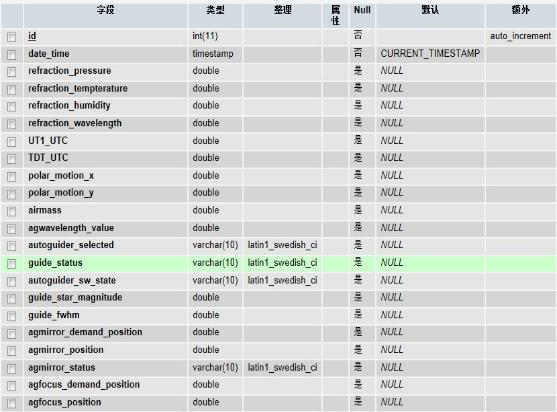 字段 类型 整理 属性 Null 默认 额外
id int(11) 否 auto_increment
date_time timestamp 否 CURRENT_TIMESTAMP
refraction_pressure double 是 NULL
refraction_tempterature double 是 NULL
refraction_humidity double 是 NULL
refraction_wavelength double 是 NULL
UT1_UTC double 是 NULL
TDT_UTC double 是 NULL
polar_motion_x double 是 NULL
polar_motion_y double 是 NULL
airmass double 是 NULL
agwavelength_value double 是 NULL
autoguider_selected varchar(10) latin1_swedish_ci 是 NULL
guide_status varchar(10) latin1_swedish_ci 是 NULL
autoguider_sw_state varchar(10) latin1_swedish_ci 是 NULL
guide_star_magnitude double 是 NULL
guide_fwhm double 是 NULL
agmirror_demand_position double 是 NULL
agmirror_position double 是 NULL
agmirror_status varchar(10) latin1_swedish_ci 是 NULL
agfocus_demand_position double 是 NULL
agfocus_position double 是 NULL